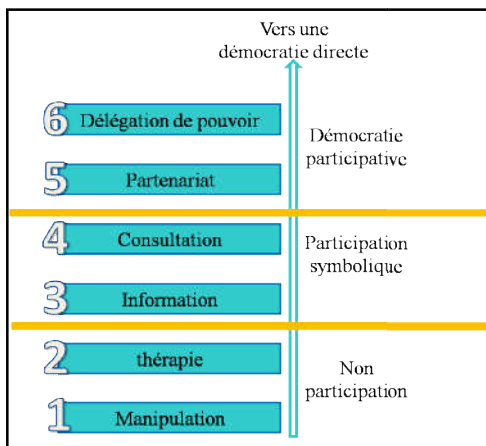 Vers une
démocratie directe
6 Délégation de pouvoir
Démocratie
participative
5 Partenariat
4 Consultation
Participation
symbolique
3 Information
2 thérapie
Non
participation
1 Manipulation